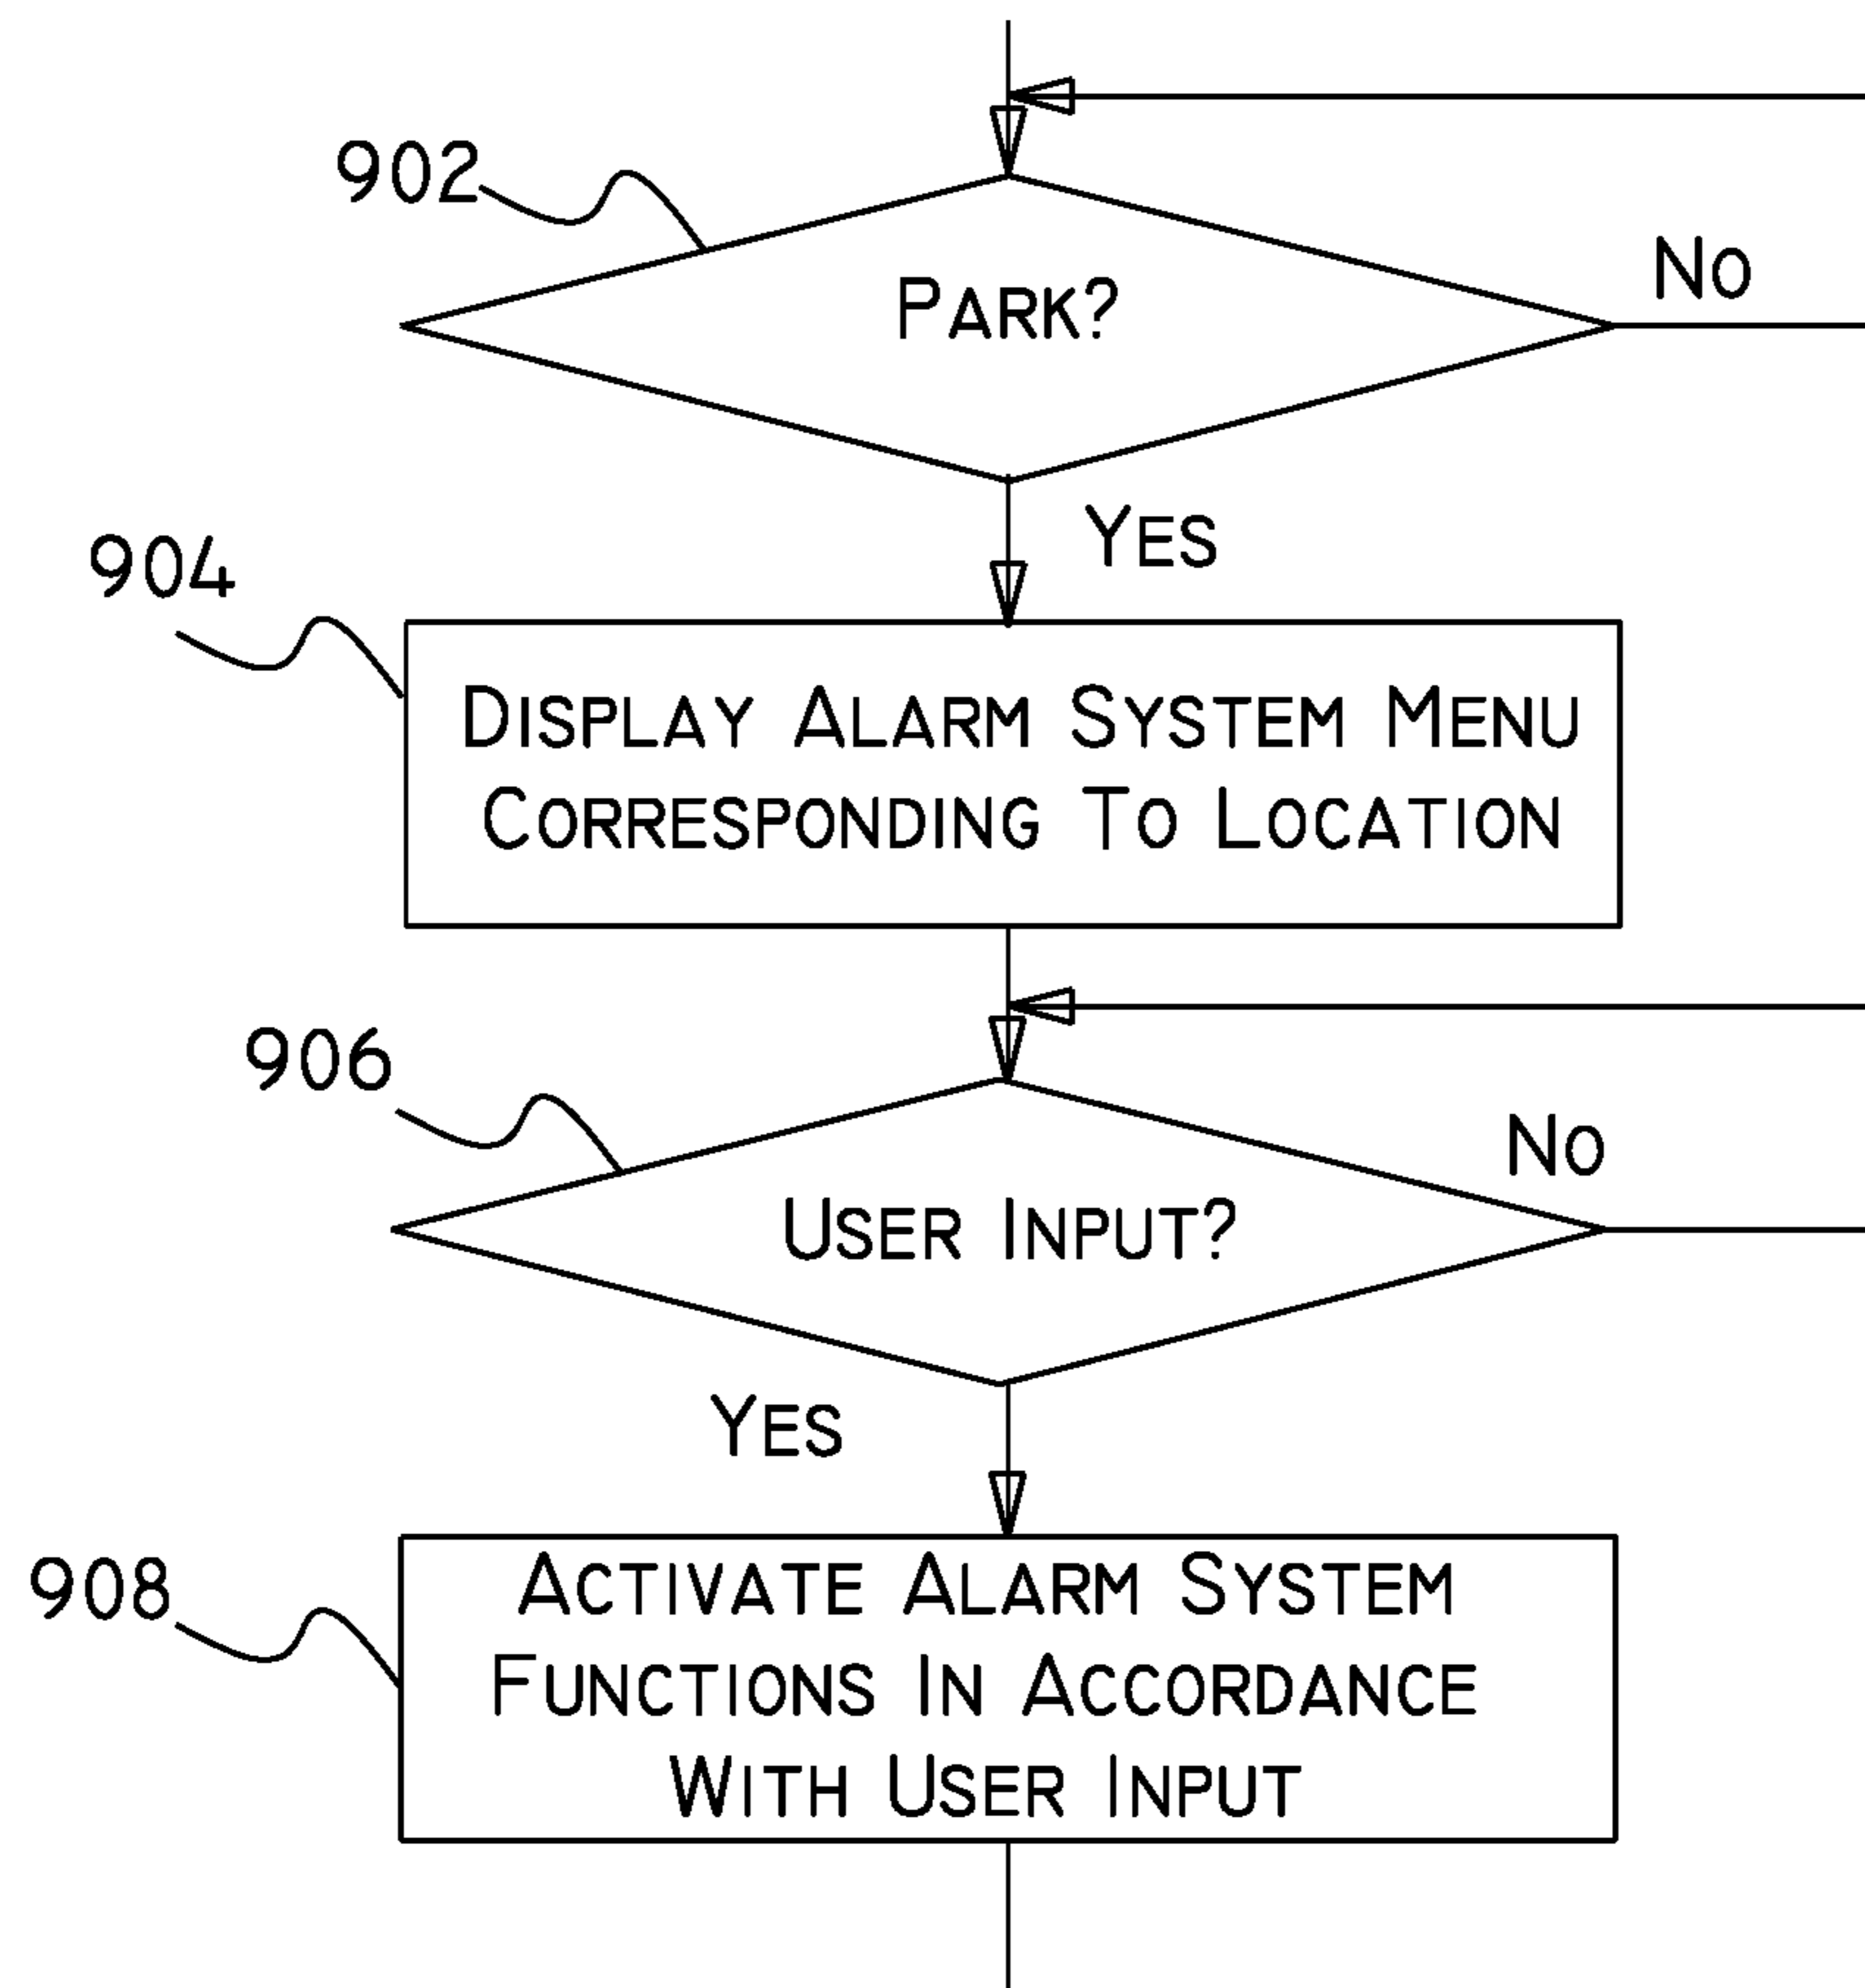 902
PARK?
NO
YES
904
DISPLAY ALARM SYSTEM MENU
CORRESPONDING TO LOCATION
906
NO
USER INPUT?
YES
908
ACTIVATE ALARM SYSTEM
FUNCTIONS IN ACCORDANCE
WITH USER INPUT